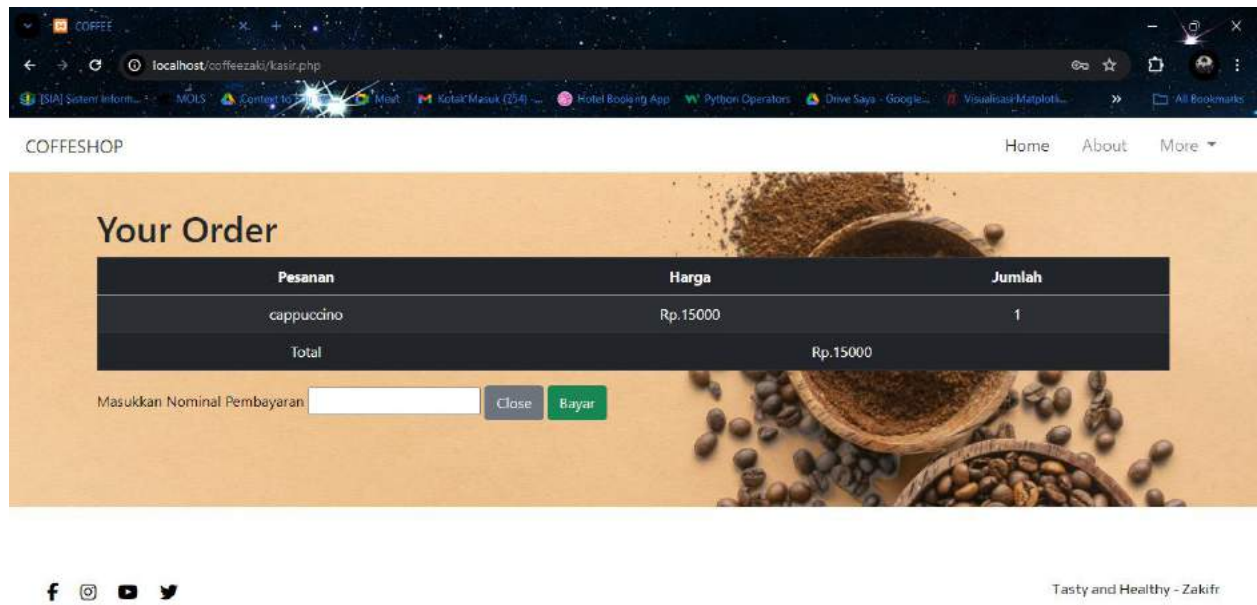 COFFEE
localhost/coffeezaki/kasir.php
[SIA] Sistem Inform... MOLS Meet Kotak Masuk (254) -... Hotel Booking App Python Operators Drive Saya - Google... Visualisasi Matplotli... » All Bookmarks
COFFESHOP Home About More
Your Order
Pesanan Harga Jumlah
cappuccino Rp.15000 1
Total Rp.15000
Masukkan Nominal Pembayaran Close Bayar
Tasty and Healthy - Zakifr